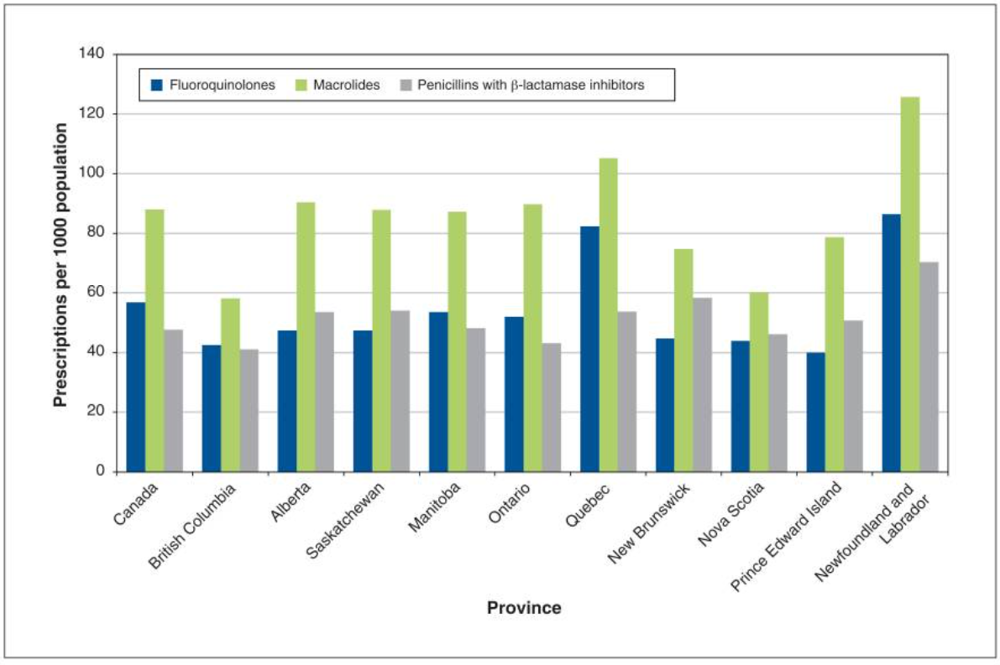 140
120
100
80
60
40
20
0
Prescriptions per 1000 population
Fluoroquinolones Macrolides Penicillins with β-lactamase inhibitors
Canada
British Columbia
Alberta
Saskatchewan
Manitoba
Ontario
Quebec
New Brunswick
Nova Scotia
Prince Edward Island
Newfoundland and
Labrador
Province